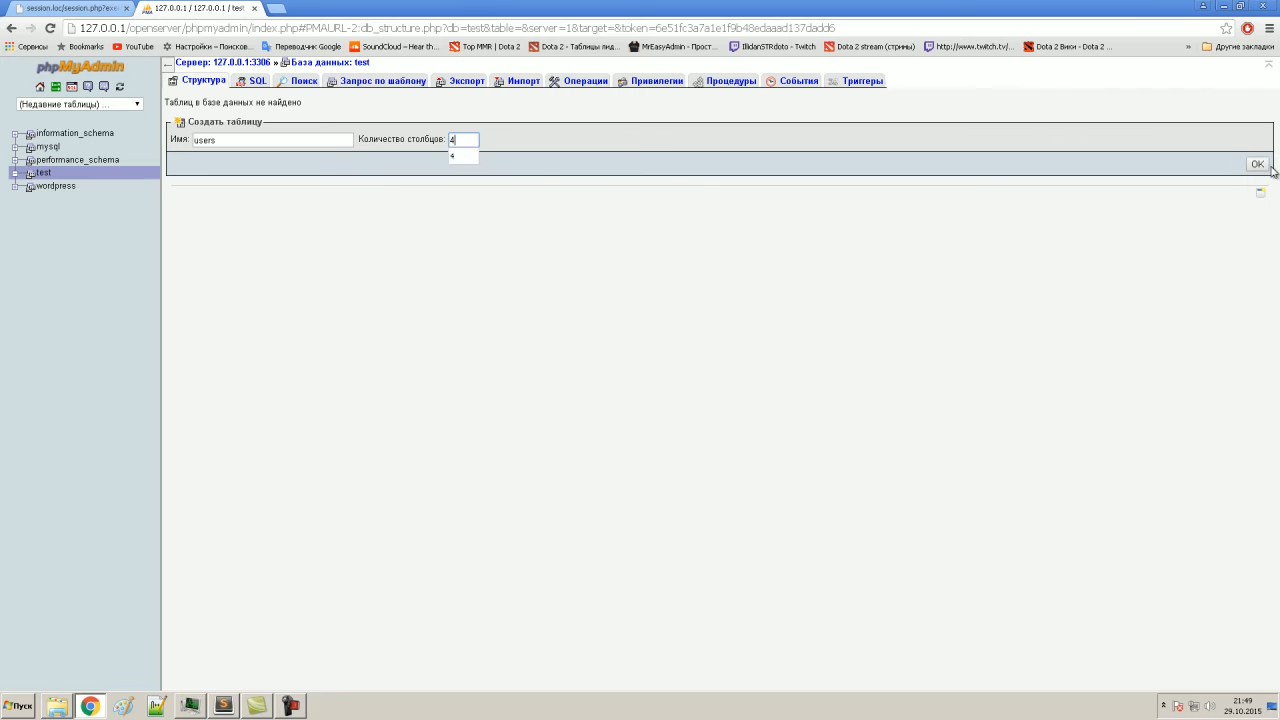 session.loc/session.php?exe
127.0.0.1 / 127.0.0.1 / test
127.0.0.1/openserver/phpmyadmin/index.php#PMAURL-2:db_structure.php?db=test&table=&server=1&target=&token=6e51fc3a7a1e1f9b48edaaad137dadd6
Сервисы
Bookmarks
YouTube
Настройки – Поисков...
Переводчик Google
SoundCloud – Hear th...
Top MMR | Dota 2
Dota 2 - Таблицы лид...
MrEasyAdmin - Прост...
IllidanSTRdota - Twitch
Dota 2 stream (стримы)
http://www.twitch.tv/...
Dota 2 Вики - Dota 2 ...
»
Другие закладки
phpMyAdmin
(Недавние таблицы) ...
information_schema
mysql
performance_schema
test
wordpress
Сервер: 127.0.0.1:3306 » База данных: test
Структура
SQL
Поиск
Запрос по шаблону
Экспорт
Импорт
Операции
Привилегии
Процедуры
События
Триггеры
Таблиц в базе данных не найдено
Создать таблицу
Имя: users
Количество столбцов: 4
4
OK
Пуск
21:49
29.10.2015